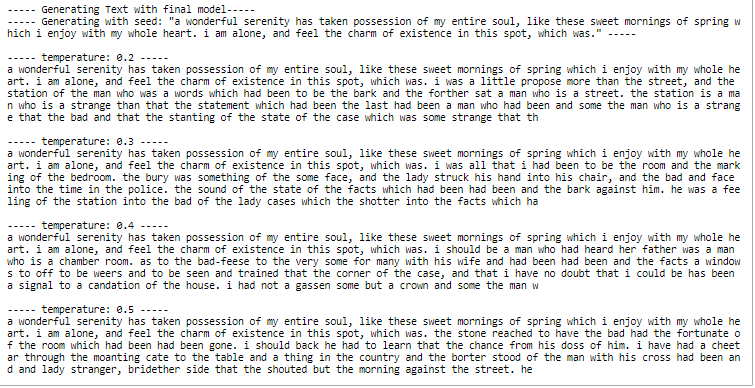 ----- Generating Text with final model-----
----- Generating with seed: "a wonderful serenity has taken possession of my entire soul, like these sweet mornings of spring w
hich i enjoy with my whole heart. i am alone, and feel the charm of existence in this spot, which was." -----
----- temperature: 0.2 -----
a wonderful serenity has taken possession of my entire soul, like these sweet mornings of spring which i enjoy with my whole he
art. i am alone, and feel the charm of existence in this spot, which was. i was a little propose more than the street, and the
station of the man who was a words which had been to be the bark and the forther sat a man who is a street. the station is a ma
n who is a strange than that the statement which had been the last had been a man who had been and some the man who is a strang
e that the bad and that the stanting of the state of the case which was some strange that th
----- temperature: 0.3 -----
a wonderful serenity has taken possession of my entire soul, like these sweet mornings of spring which i enjoy with my whole he
art. i am alone, and feel the charm of existence in this spot, which was. i was all that i had been to be the room and the mark
ing of the bedroom. the bury was something of the some face, and the lady struck his hand into his chair, and the bad and face
into the time in the police. the sound of the state of the facts which had been had been and the bark against him. he was a fee
ling of the station into the bad of the lady cases which the shotter into the facts which ha
----- temperature: 0.4 -----
a wonderful serenity has taken possession of my entire soul, like these sweet mornings of spring which i enjoy with my whole he
art. i am alone, and feel the charm of existence in this spot, which was. i should be a man who had heard her father was a man
who is a chamber room. as to the bad-feese to the very some for many with his wife and had been had been and the facts a window
s to off to be weers and to be seen and trained that the corner of the case, and that i have no doubt that i could be has been
a signal to a candation of the house. i had not a gassen some but a crown and some the man w
----- temperature: 0.5 -----
a wonderful serenity has taken possession of my entire soul, like these sweet mornings of spring which i enjoy with my whole he
art. i am alone, and feel the charm of existence in this spot, which was. the stone reached to have the bad had the fortunate o
f the room which had been had been gone. i should back he had to learn that the chance from his doss of him. i have had a cheet
ar through the moanting cate to the table and a thing in the country and the borter stood of the man with his cross had been an
d and lady stranger, bridether side that the shouted but the morning against the street. he